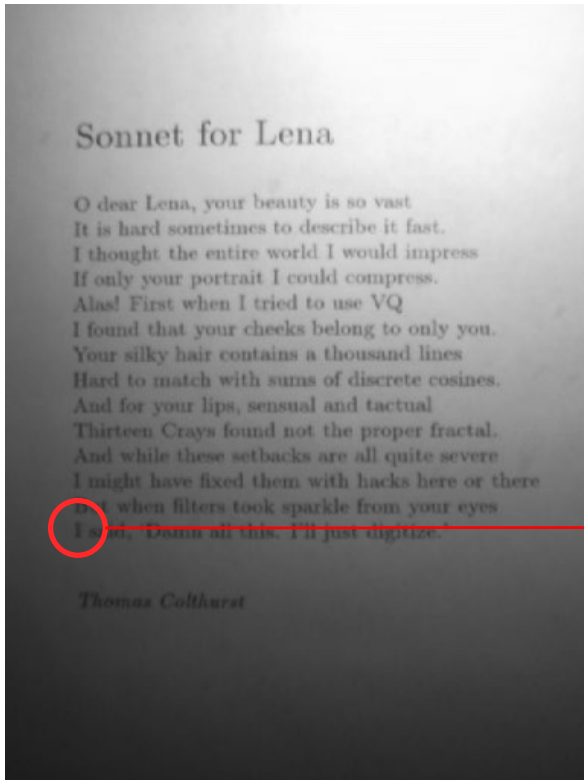 Sonnet for Lena
O dear Lena, your beauty is so vast
It is hard sometimes to describe it fast.
I thought the entire world I would impress
If only your portrait I could compress.
Alas! First when I tried to use VQ
I found that your cheeks belong to only you.
Your silky hair contains a thousand lines
Hard to match with sums of discrete cosines.
And for your lips, sensual and tactual
Thirteen Crays found not the proper fractal.
And while these setbacks are all quite severe
I might have fixed them with hacks here or there
But when filters took sparkle from your eyes
I said, 'Damn all this. I'll just digitize.'
Thomas Colthurst